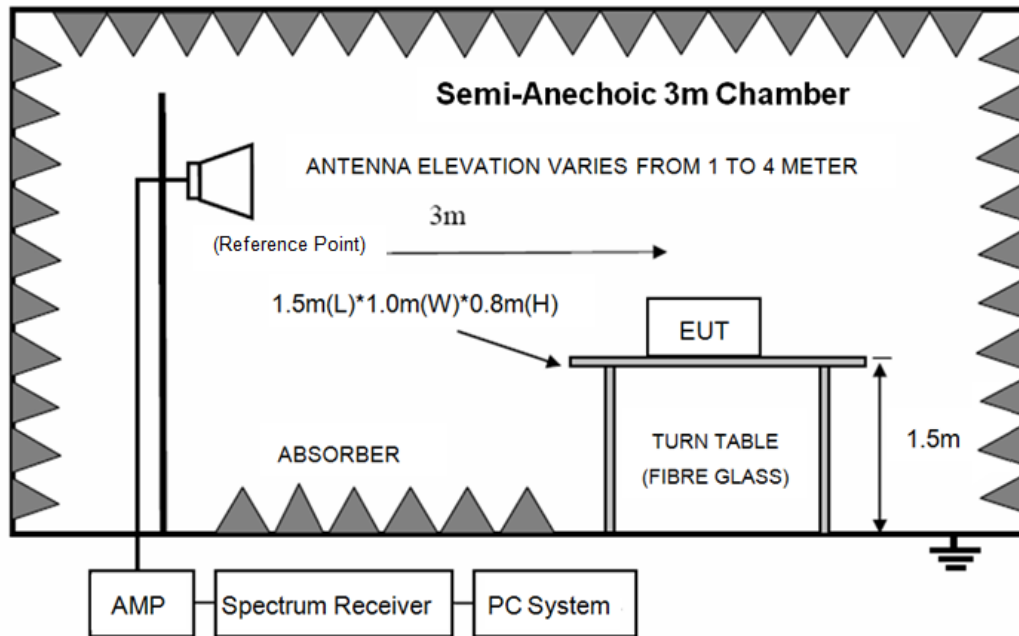 Semi-Anechoic 3m Chamber
ANTENNA ELEVATION VARIES FROM 1 TO 4 METER
3m
(Reference Point)
1.5m(L)*1.0m(W)*0.8m(H)
EUT
1.5m
TURN TABLE
(FIBRE GLASS)
ABSORBER
AMP
Spectrum Receiver
PC System